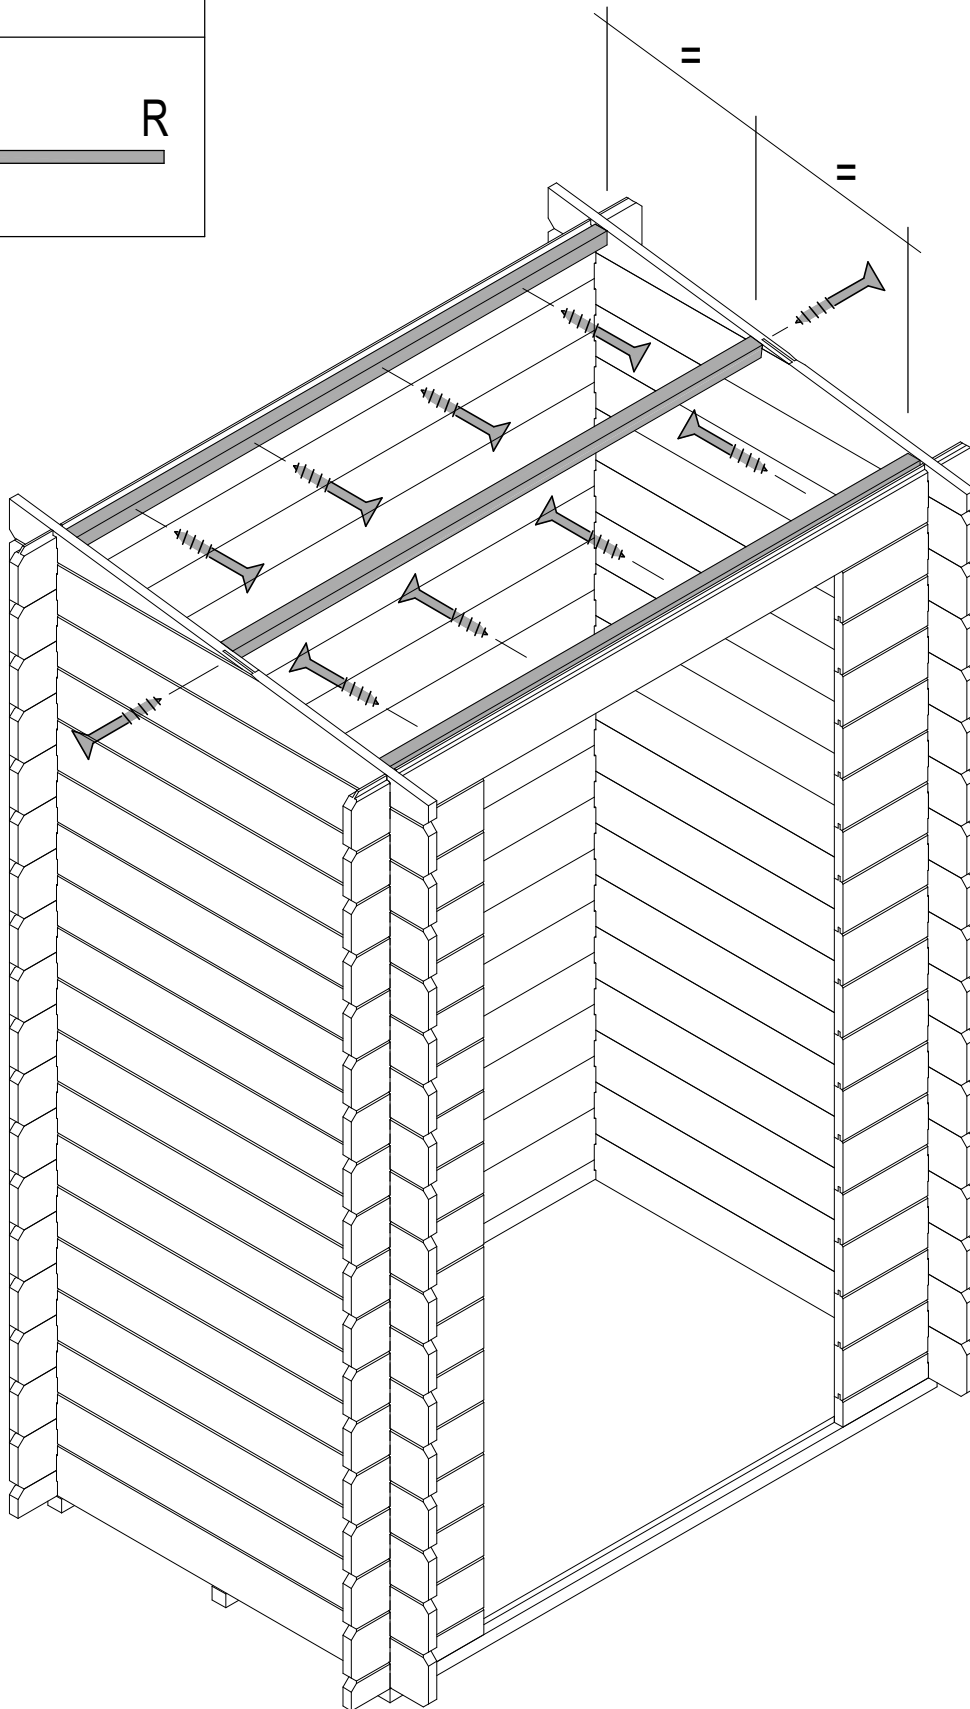 R
=
=